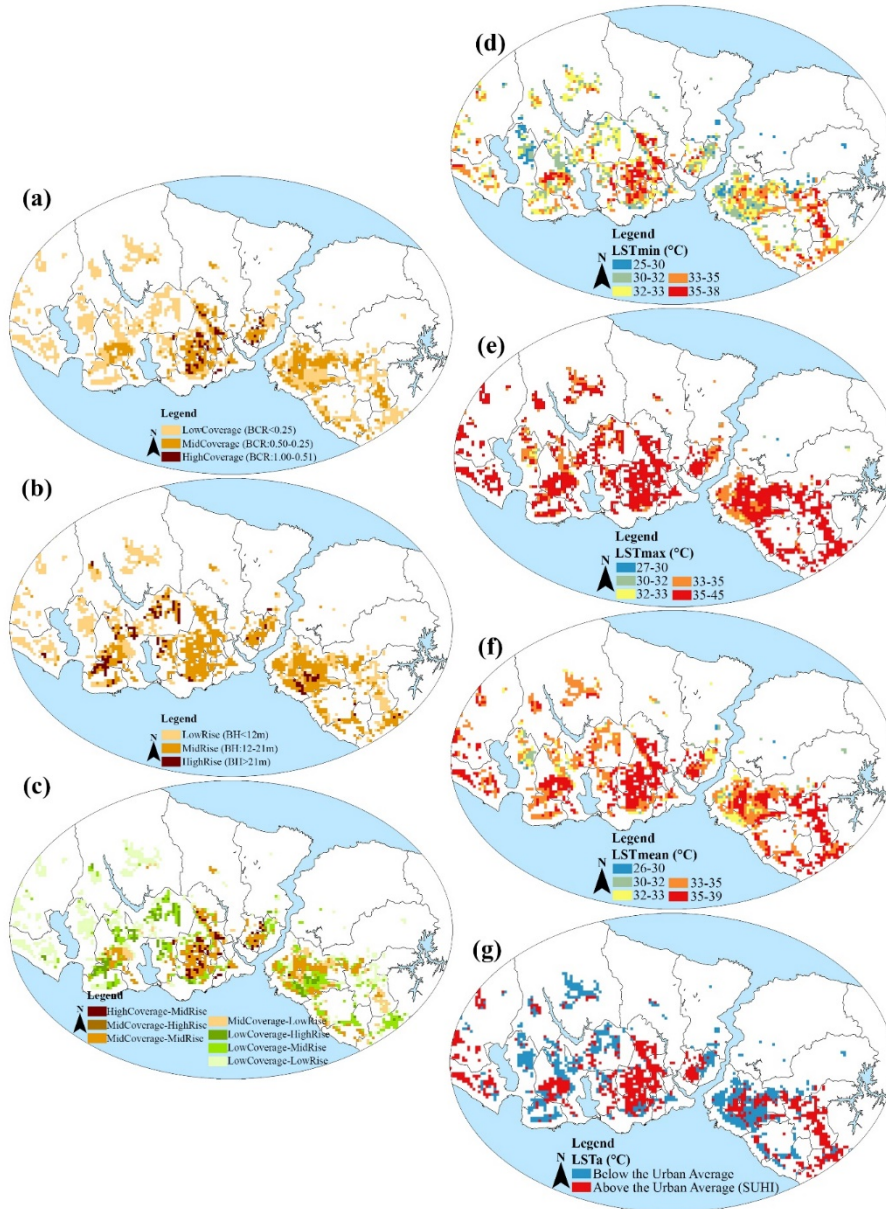 (a)
N
Legend
LowCoverage (BCR<0.25)
MidCoverage (BCR:0.50-0.25)
HighCoverage (BCR:1.00-0.51)
(b)
N
Legend
LowRise (BH<12m)
MidRise (BH:12-21m)
HighRise (BH>21m)
(c)
N
Legend
HighCoverage-MidRise
MidCoverage-HighRise
MidCoverage-MidRise
MidCoverage-LowRise
LowCoverage-HighRise
LowCoverage-MidRise
LowCoverage-LowRise
(d)
N
Legend
LSTmin (°C)
25-30
30-32
32-33
33-35
35-38
(e)
N
Legend
LSTmax (°C)
27-30
30-32
32-33
33-35
35-45
(f)
N
Legend
LSTmean (°C)
26-30
30-32
32-33
33-35
35-39
(g)
N
Legend
LSTa (°C)
Below the Urban Average
Above the Urban Average (SUHI)